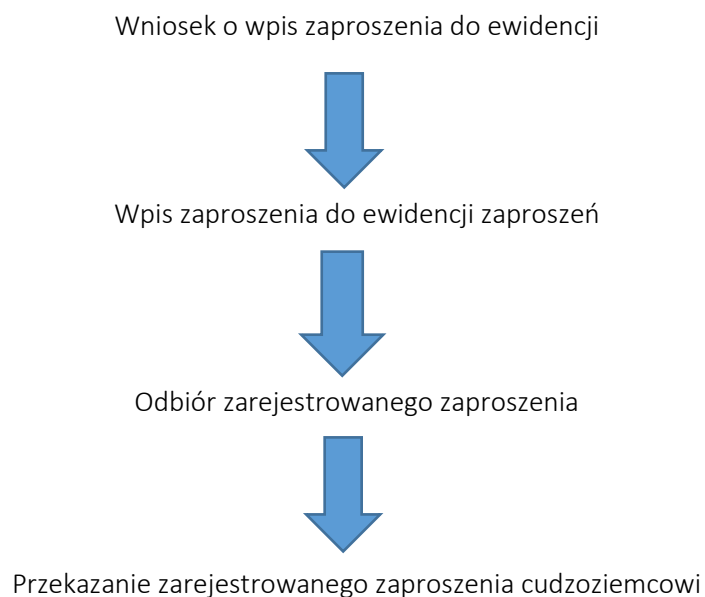 Wniosek o wpis zaproszenia do ewidencji
Wpis zaproszenia do ewidencji zaproszeń
Odbiór zarejestrowanego zaproszenia
Przekazanie zarejestrowanego zaproszenia cudzoziemcowi